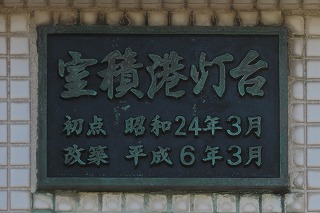 室積港灯台
初点 昭和24年3月
改築 平成6年3月